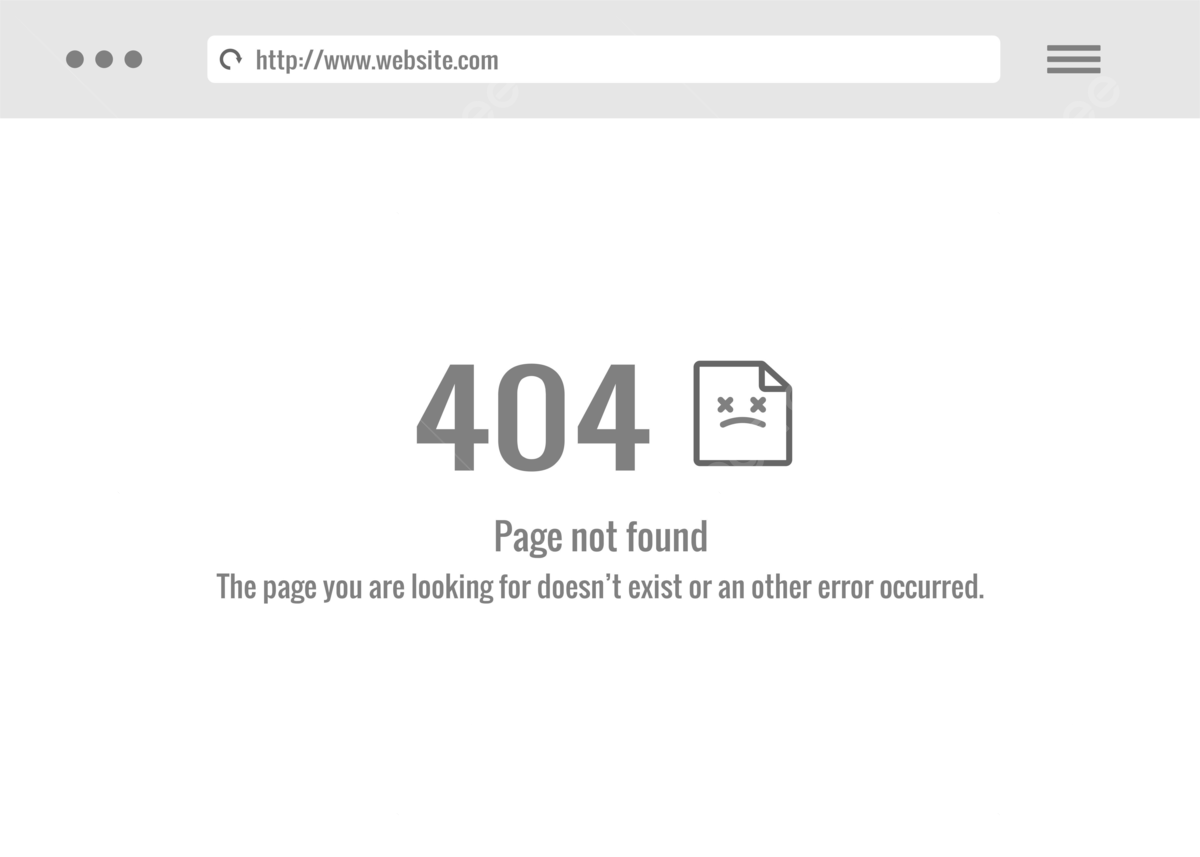 http://www.website.com
404
Page not found
The page you are looking for doesn't exist or an other error occurred.